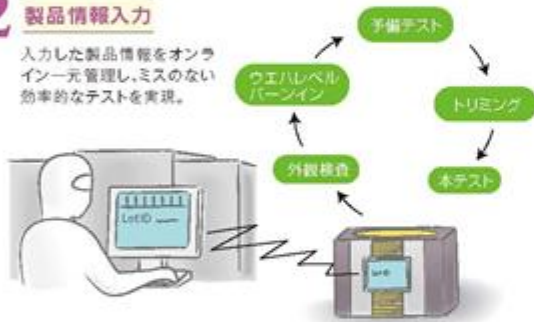 2 製品情報入力
入力した製品情報をオンラ
イン一元管理し、ミスのない
効率的なテストを実現。
予備テスト
ウエハレベル
バーンイン
トリミング
外観検査
本テスト
LotID